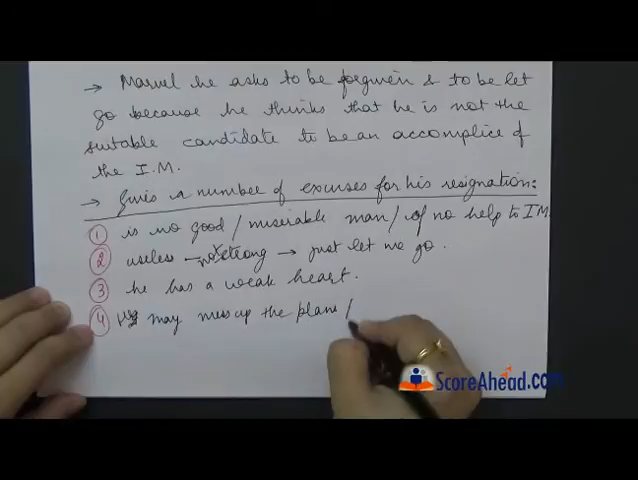 → Marvel he asks to be forgiven & to be let
go because he thinks that he is not the
suitable candidate to be an accomplice of
the I.M.
→ Gives a number of excuses for his resignation:
① is no good / miserable man / of no help to I.M.
② useless → not strong → just let me go.
③ he has a weak heart.
④ may mess up the plans /
ScoreAhead.com